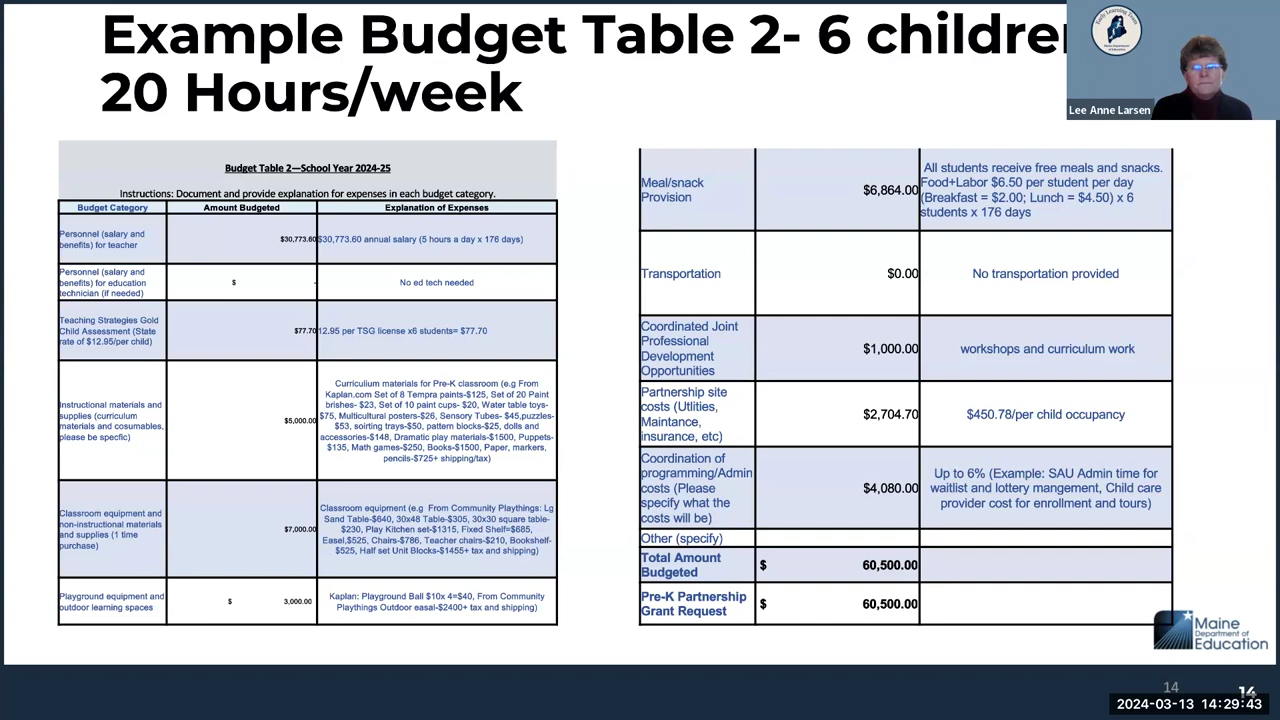 Example Budget Table 2- 6 children
20 Hours/week
Lee Anne Larsen
Budget Table 2—School Year 2024-25
Instructions: Document and provide explanation for expenses in each budget category.
Budget Category Amount Budgeted Explanation of Expenses
Personnel (salary and
benefits) for teacher
$30,773.60
$30,773.60 annual salary (5 hours a day x 176 days)
Personnel (salary and
benefits) for education
technician (if needed)
$ -
No ed tech needed
Teaching Strategies Gold
Child Assessment (State
rate of $12.95/per child)
$77.70
12.95 per TSG license x6 students= $77.70
Instructional materials and
supplies (curriculum
materials and cosumables,
please be specfic)
$5,000.00
Curriculium materials for Pre-K classroom (e.g From
Kaplan.com Set of 8 Tempra paints-$125, Set of 20 Paint
brishes- $23, Set of 10 paint cups- $20, Water table toys-
$75, Multicultural posters-$26, Sensory Tubes- $45,puzzles-
$53, soirting trays-$50, pattern blocks-$25, dolls and
accessories-$148, Dramatic play materials-$1500, Puppets-
$135, Math games-$250, Books-$1500, Paper, markers,
pencils-$725+ shipping/tax)
Classroom equipment and
non-instructional materials
and supplies (1 time
purchase)
$7,000.00
Classroom equipment (e.g From Community Playthings: Lg
Sand Table-$640, 30x48 Table-$305, 30x30 square table-
$230, Play Kitchen set-$1315, Fixed Shelf=$685,
Easel,$525, Chairs-$786, Teacher chairs-$210, Bookshelf-
$525, Half set Unit Blocks-$1455+ tax and shipping)
Playground equipment and
outdoor learning spaces
$ 3,000.00
Kaplan: Playground Ball $10x 4=$40, From Community
Playthings Outdoor easal-$2400+ tax and shipping)
Meal/snack
Provision
$6,864.00
All students receive free meals and snacks.
Food+Labor $6.50 per student per day
(Breakfast = $2.00; Lunch = $4.50) x 6
students x 176 days
Transportation
$0.00
No transportation provided
Coordinated Joint
Professional
Development
Opportunities
$1,000.00
workshops and curriculum work
Partnership site
costs (Utlities,
Maintance,
insurance, etc)
$2,704.70
$450.78/per child occupancy
Coordination of
programming/Admin
costs (Please
specify what the
costs will be)
$4,080.00
Up to 6% (Example: SAU Admin time for
waitlist and lottery mangement, Child care
provider cost for enrollment and tours)
Other (specify)
Total Amount
Budgeted
$ 60,500.00
Pre-K Partnership
Grant Request
$ 60,500.00
Maine
Department of
Education
14
14
2024-03-13 14:29:43